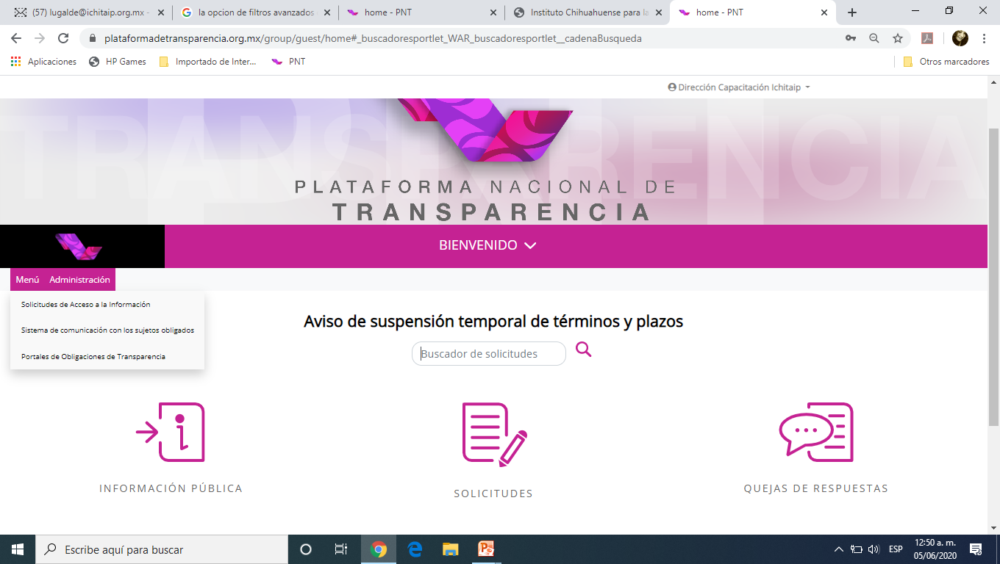 (57) lugalde@ichitaip.org.mx -
la opcion de filtros avanzados
home - PNT
Instituto Chihuahuense para la
home - PNT
plataformadetransparencia.org.mx/group/guest/home#_buscadoresportlet_WAR_buscadoresportlet__cadenaBusqueda
Aplicaciones
HP Games
Importado de Inter...
PNT
Otros marcadores
Dirección Capacitación Ichitaip
TRANSPARENCIA
PLATAFORMA NACIONAL DE
TRANSPARENCIA
BIENVENIDO
Menú Administración
Solicitudes de Acceso a la Información
Sistema de comunicación con los sujetos obligados
Portales de Obligaciones de Transparencia
Aviso de suspensión temporal de términos y plazos
Buscador de solicitudes
INFORMACIÓN PÚBLICA
SOLICITUDES
QUEJAS DE RESPUESTAS
Escribe aquí para buscar
ESP
12:50 a. m.
05/06/2020